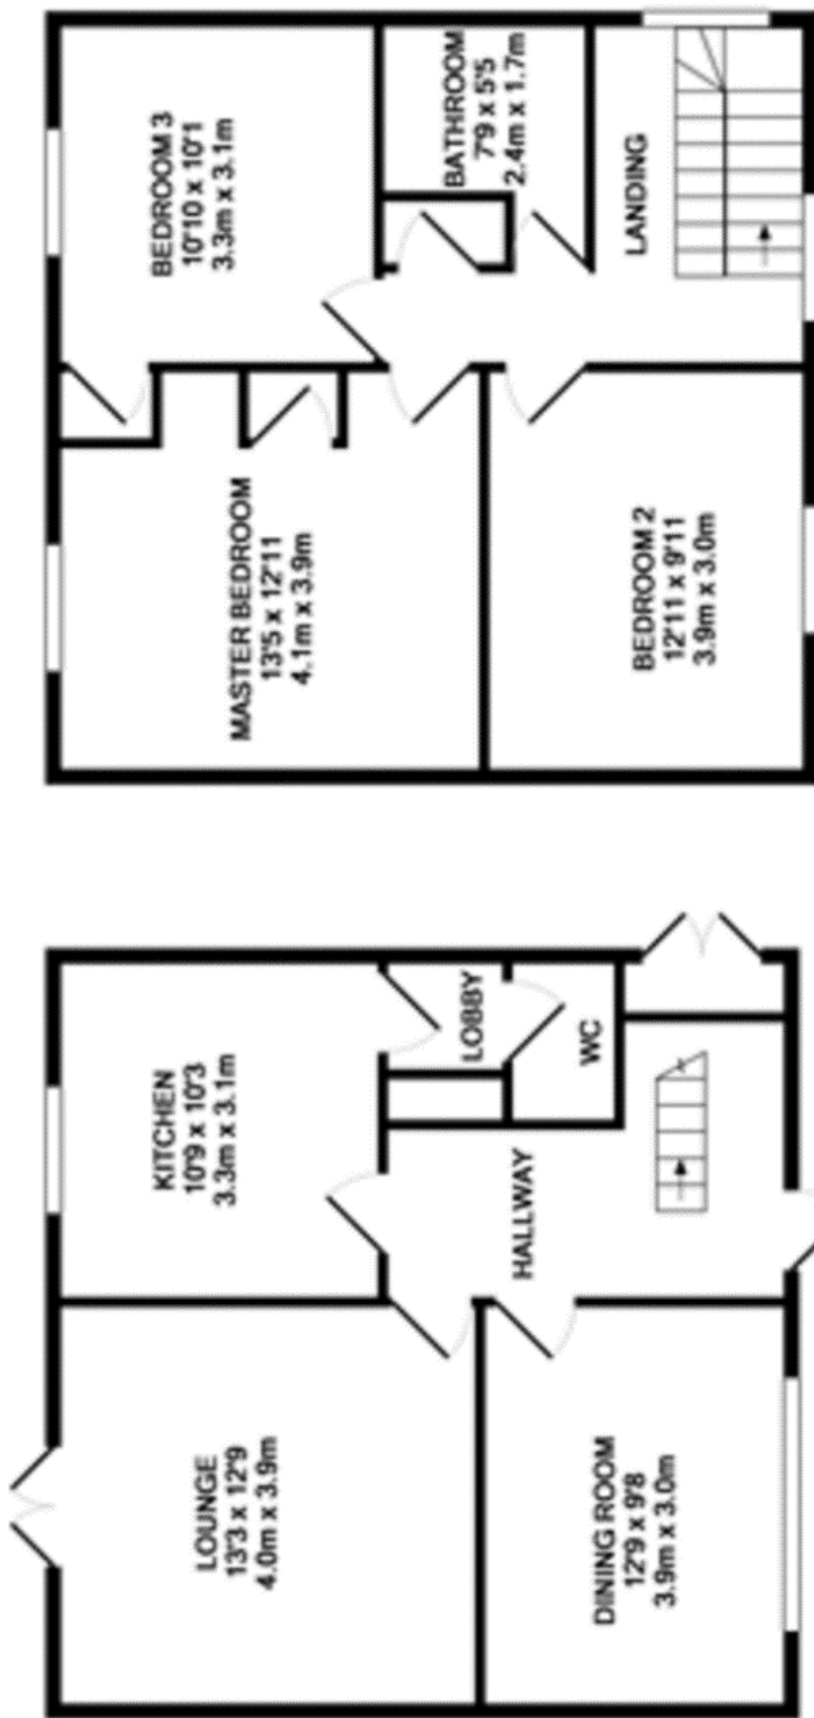 LOUNGE
13'3 x 12'9
4.0m x 3.9m
KITCHEN
10'9 x 10'3
3.3m x 3.1m
DINING ROOM
12'9 x 9'8
3.9m x 3.0m
HALLWAY
LOBBY
WC
MASTER BEDROOM
13'5 x 12'11
4.1m x 3.9m
BEDROOM 3
10'10 x 10'1
3.3m x 3.1m
BATHROOM
7'9 x 5'5
2.4m x 1.7m
BEDROOM 2
12'11 x 9'11
3.9m x 3.0m
LANDING